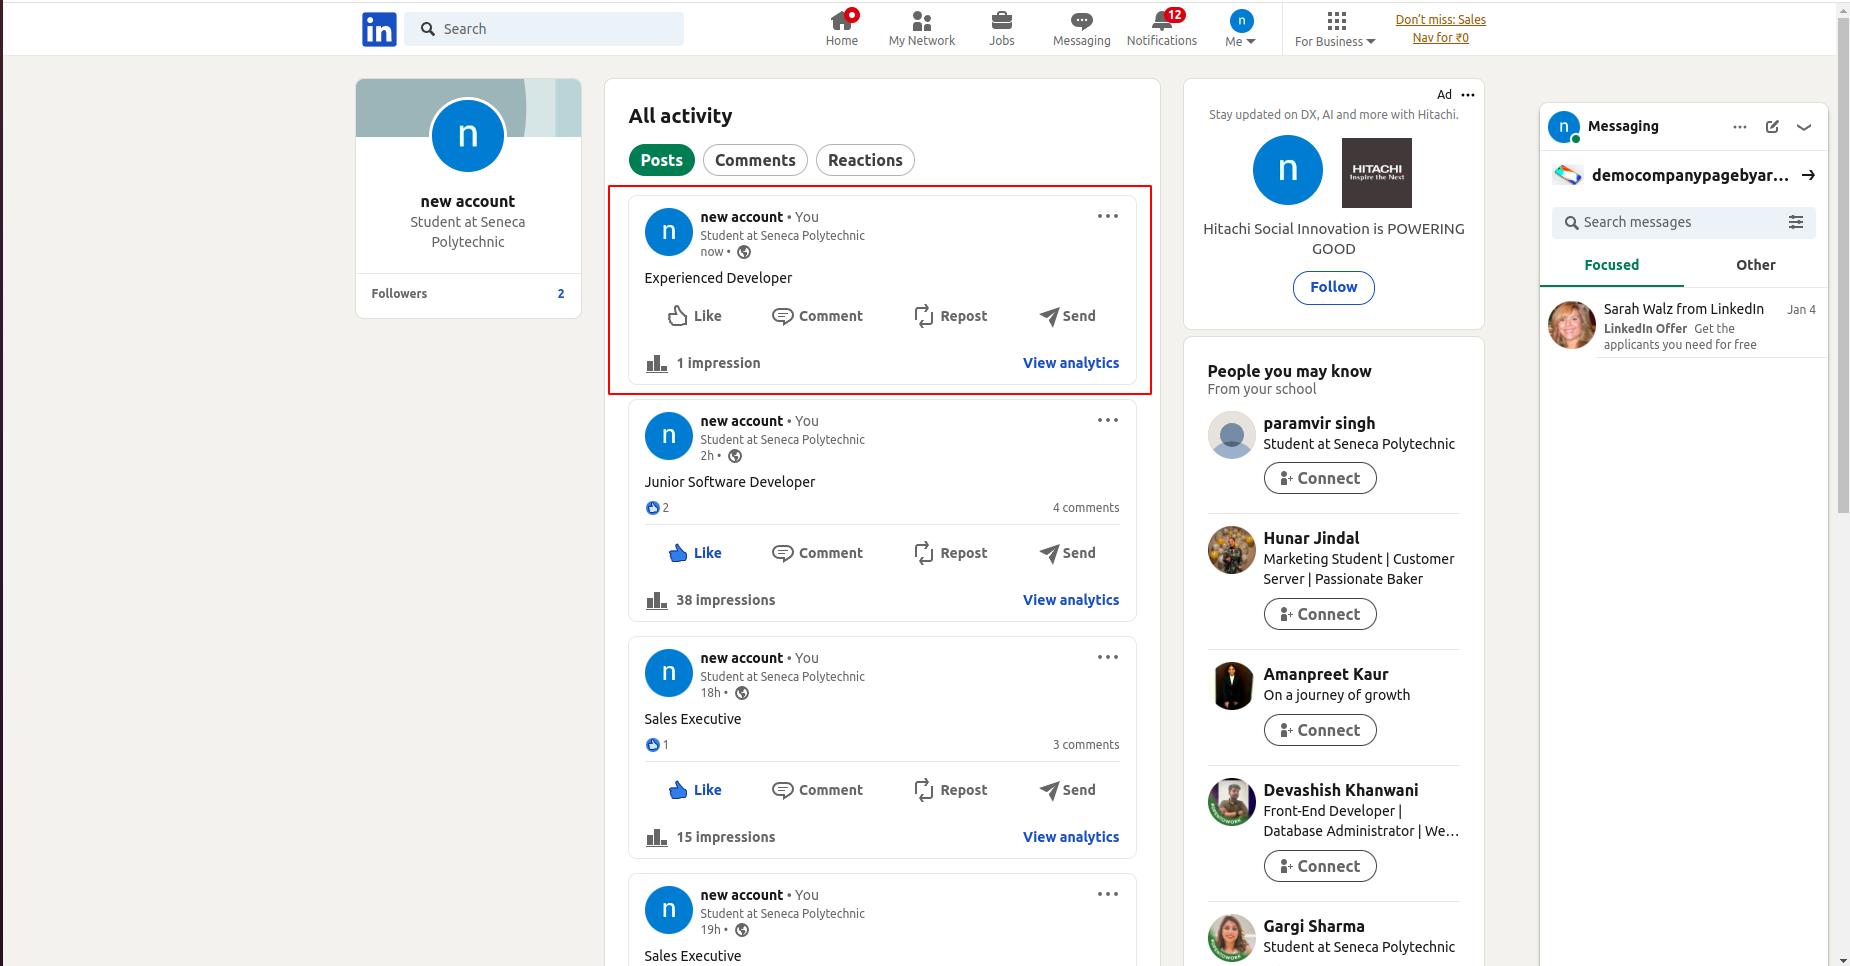 in
Search
Home
My Network
Jobs
Messaging
12
Notifications
n
Me
For Business
Don't miss: Sales
Nav for ₹0
n
new account
Student at Seneca
Polytechnic
Followers 2
All activity
Posts Comments Reactions
n
new account • You
Student at Seneca Polytechnic
now •
Experienced Developer
Like Comment Repost Send
1 impression View analytics
n
new account • You
Student at Seneca Polytechnic
2h •
Junior Software Developer
2 4 comments
Like Comment Repost Send
38 impressions View analytics
n
new account • You
Student at Seneca Polytechnic
18h •
Sales Executive
1 3 comments
Like Comment Repost Send
15 impressions View analytics
n
new account • You
Student at Seneca Polytechnic
19h •
Sales Executive
Ad
Stay updated on DX, AI and more with Hitachi.
n
HITACHI
Inspire the Next
Hitachi Social Innovation is POWERING
GOOD
Follow
People you may know
From your school
paramvir singh
Student at Seneca Polytechnic
Connect
Hunar Jindal
Marketing Student | Customer
Server | Passionate Baker
Connect
Amanpreet Kaur
On a journey of growth
Connect
Devashish Khanwani
Front-End Developer |
Database Administrator | We...
Connect
Gargi Sharma
Student at Seneca Polytechnic
n
Messaging
democompanypagebyar...
Search messages
Focused Other
Sarah Walz from LinkedIn Jan 4
LinkedIn Offer Get the
applicants you need for free